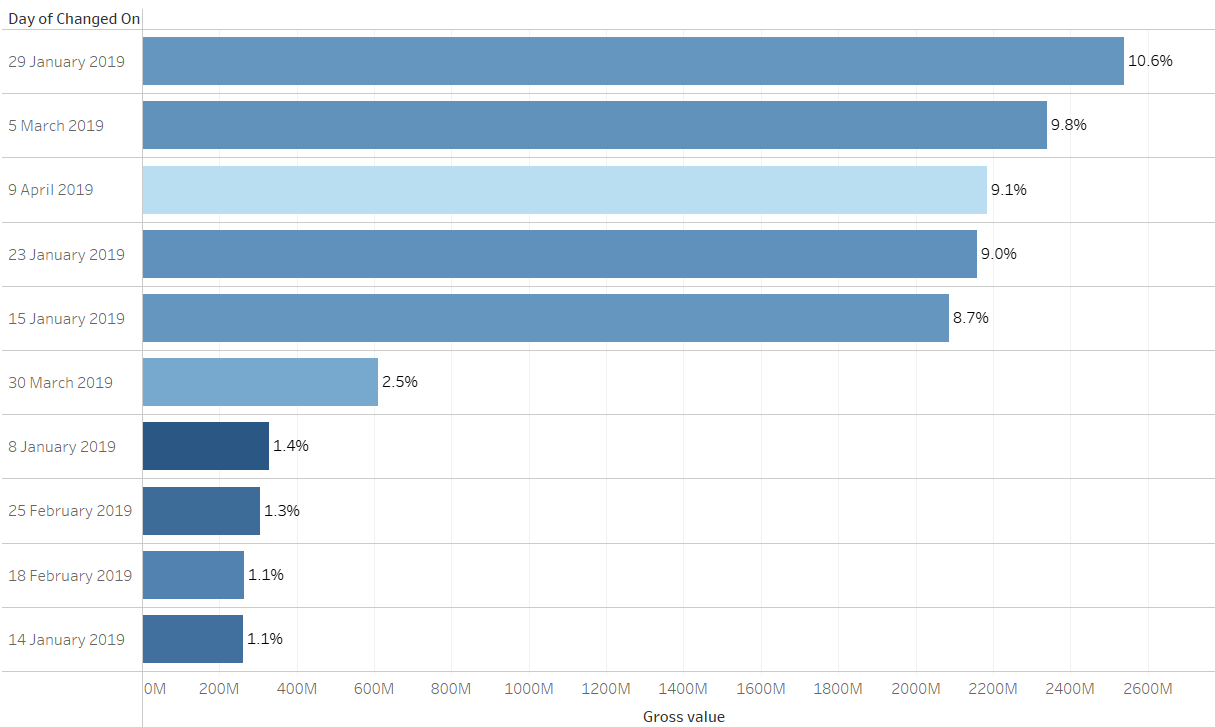 Day of Changed On
29 January 2019 10.6%
5 March 2019 9.8%
9 April 2019 9.1%
23 January 2019 9.0%
15 January 2019 8.7%
30 March 2019 2.5%
8 January 2019 1.4%
25 February 2019 1.3%
18 February 2019 1.1%
14 January 2019 1.1%
0M 200M 400M 600M 800M 1000M 1200M 1400M 1600M 1800M 2000M 2200M 2400M 2600M
Gross value